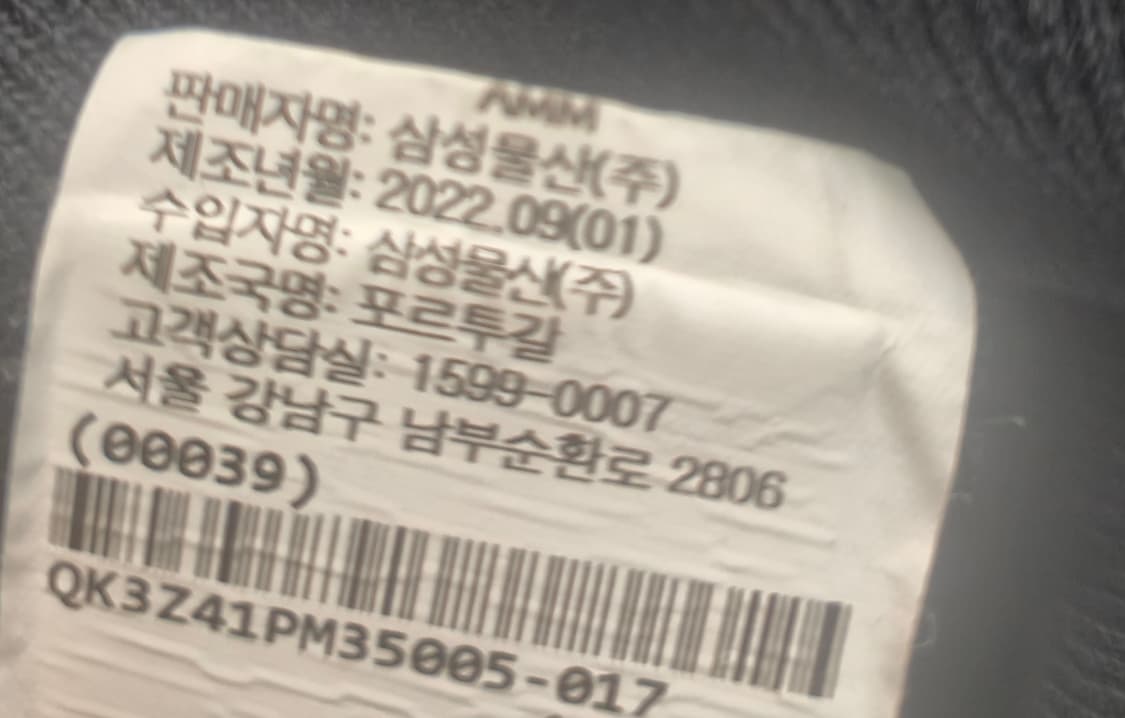 AMM
판매자명: 삼성물산(주)
제조년월: 2022.09(01)
수입자명: 삼성물산(주)
제조국명: 포르투갈
고객상담실: 1599-0007
서울 강남구 남부순환로 2806
(00039)
QK3Z41PM35005-017